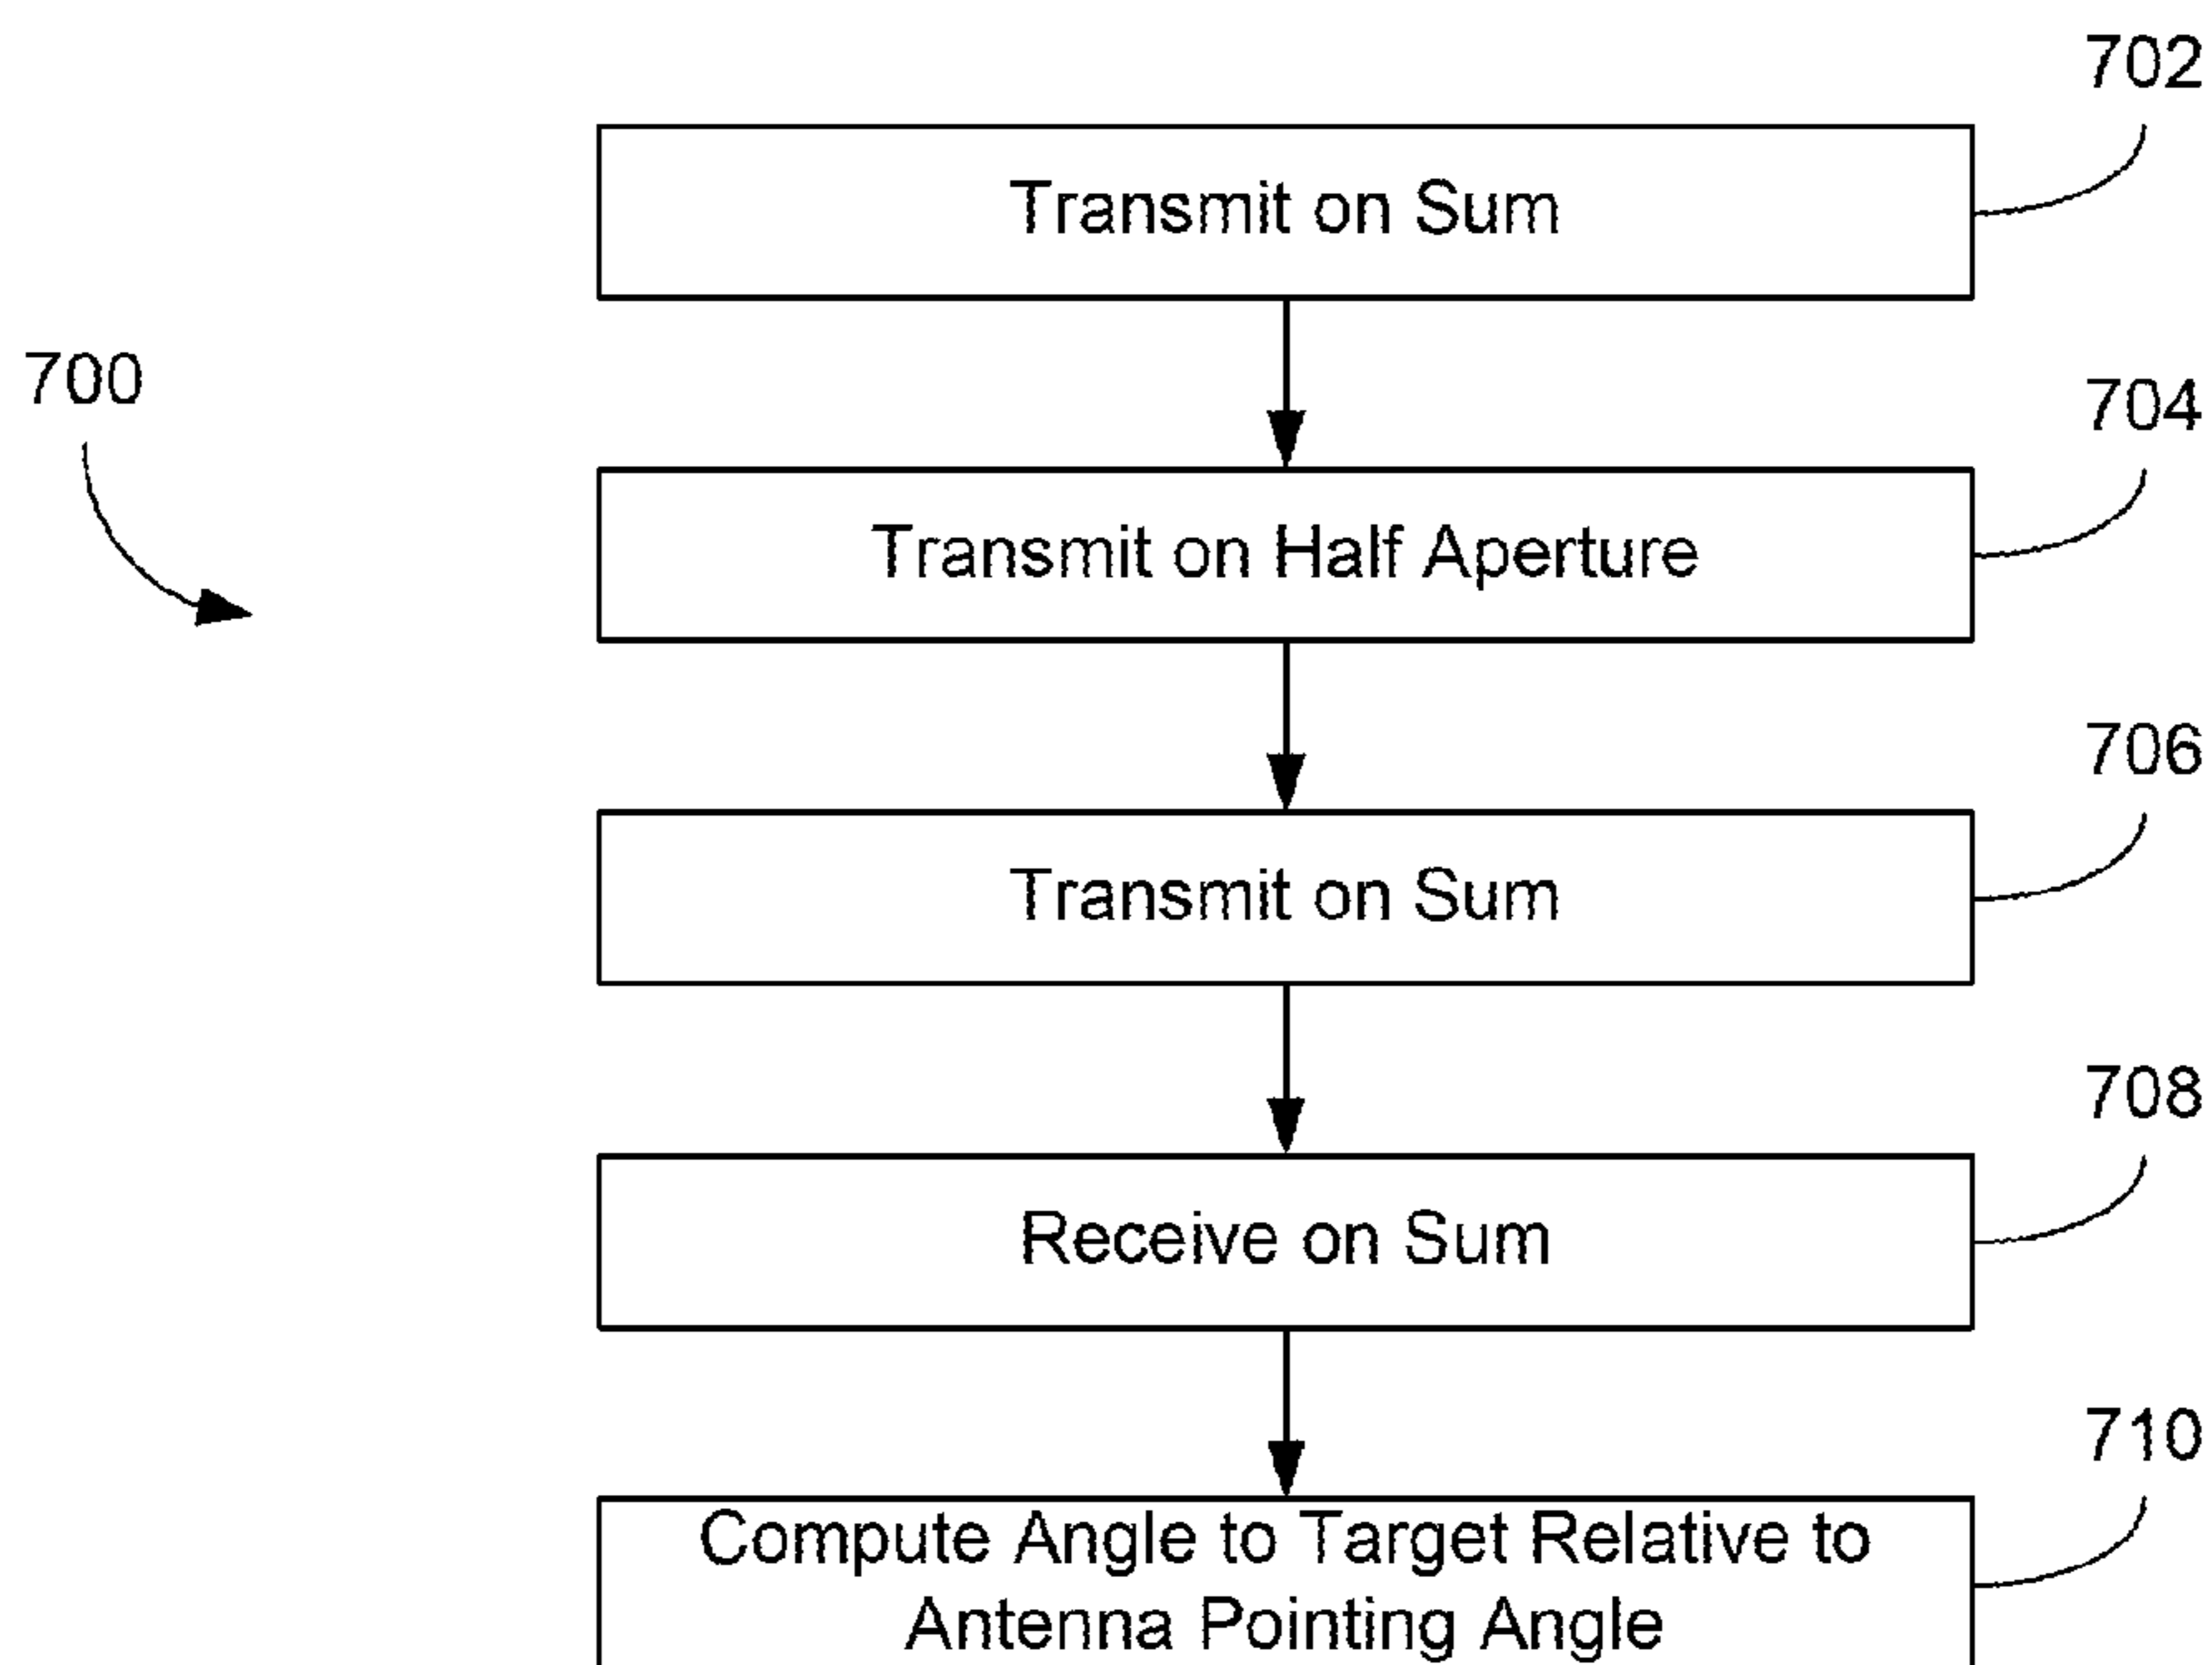 702
Transmit on Sum
700
704
Transmit on Half Aperture
706
Transmit on Sum
708
Receive on Sum
710
Compute Angle to Target Relative to
Antenna Pointing Angle